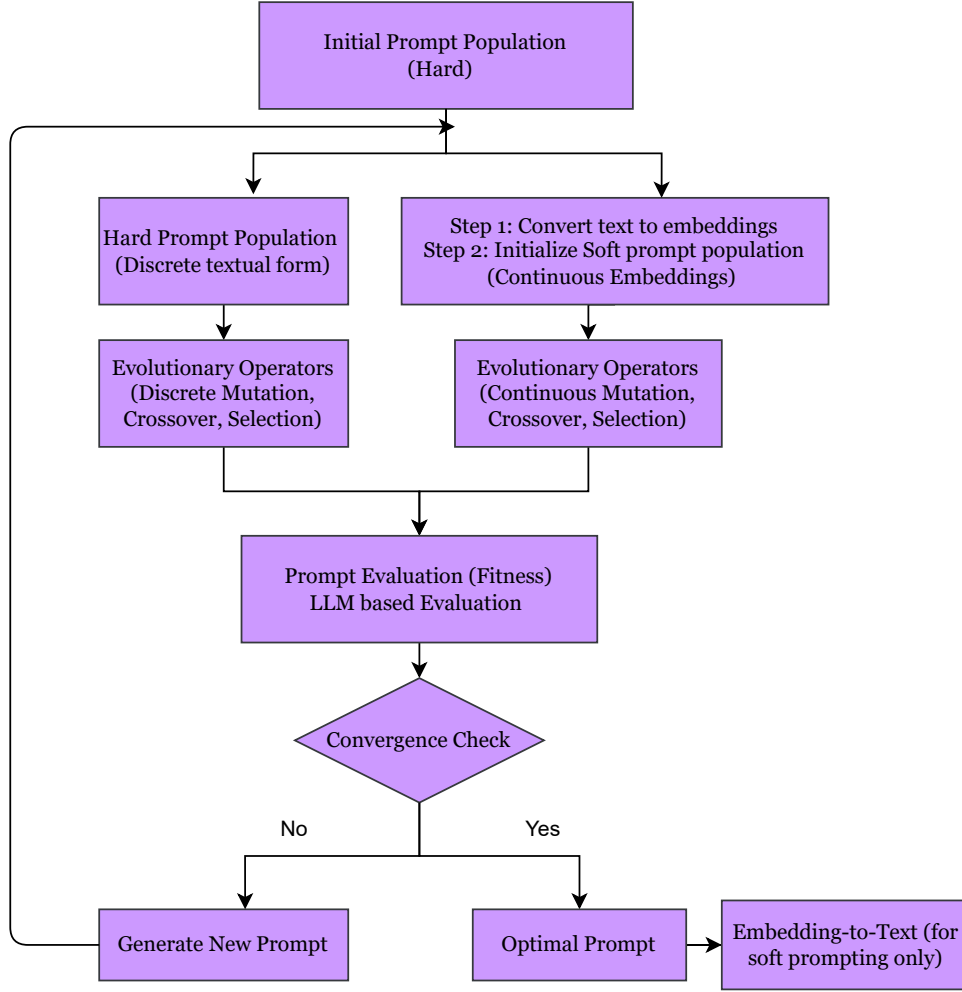 Initial Prompt Population
(Hard)
Hard Prompt Population
(Discrete textual form)
Step 1: Convert text to embeddings
Step 2: Initialize Soft prompt population
(Continuous Embeddings)
Evolutionary Operators
(Discrete Mutation,
Crossover, Selection)
Evolutionary Operators
(Continuous Mutation,
Crossover, Selection)
Prompt Evaluation (Fitness)
LLM based Evaluation
Convergence Check
No
Yes
Generate New Prompt
Optimal Prompt
Embedding-to-Text (for
soft prompting only)